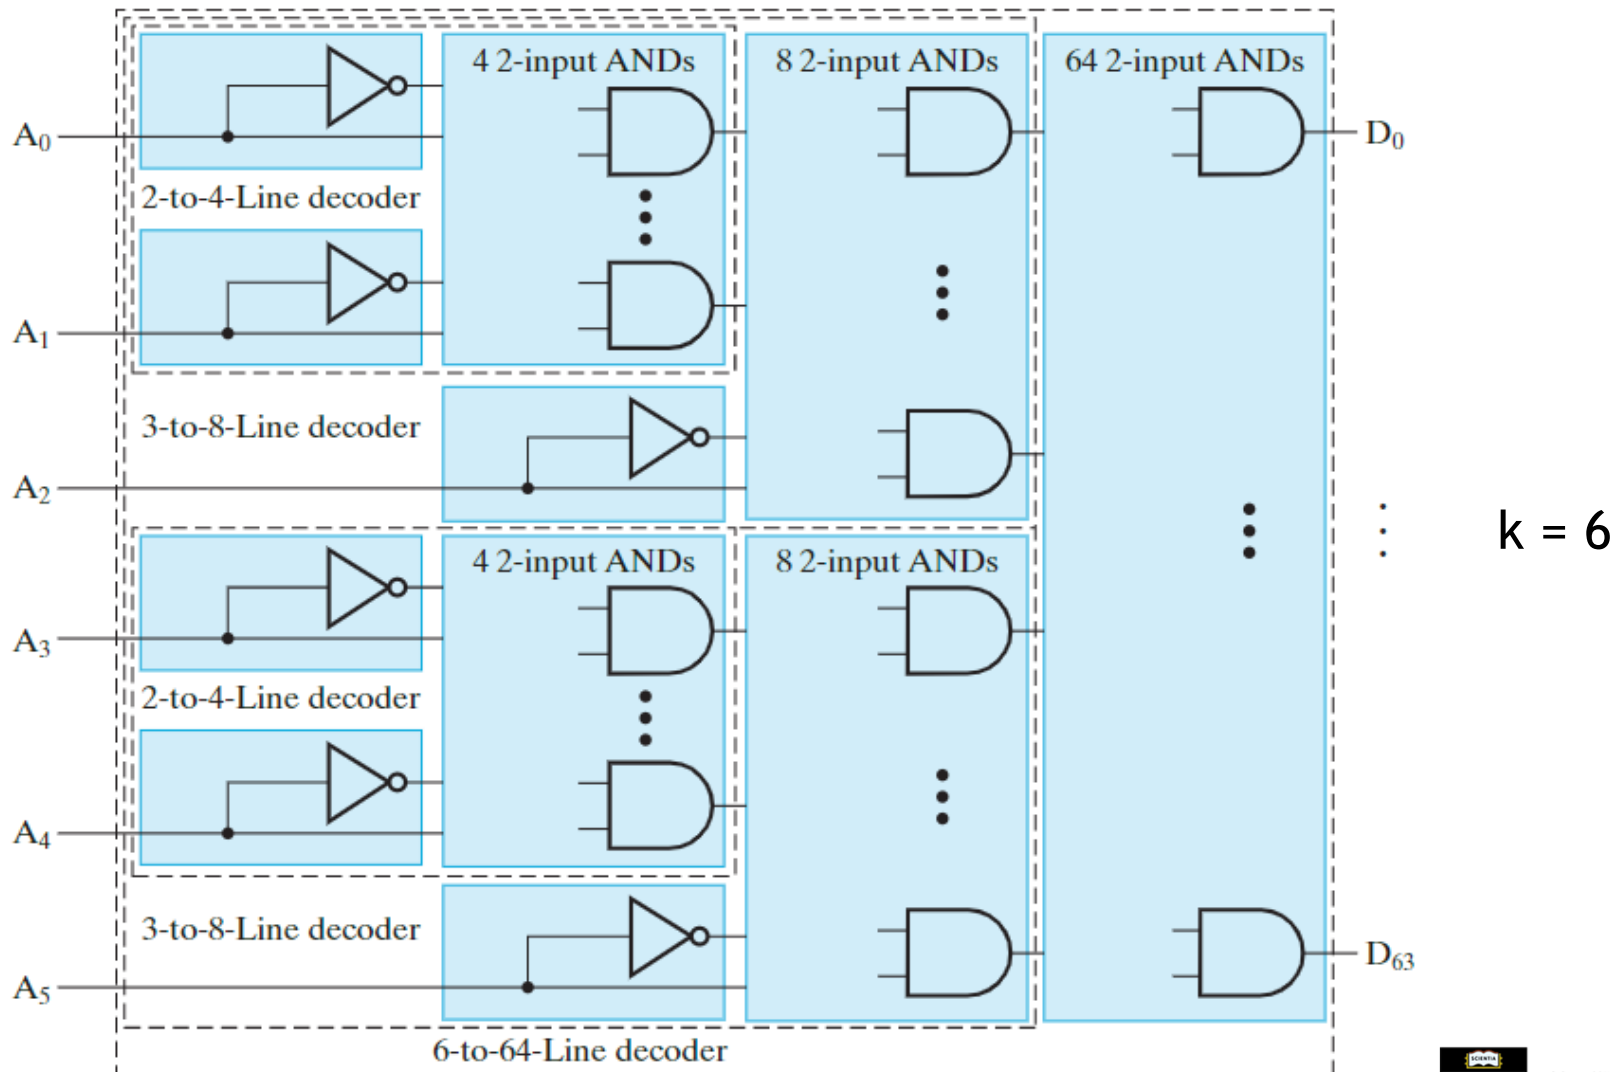 4 2-input ANDs
8 2-input ANDs
64 2-input ANDs
A0
D0
2-to-4-Line decoder
A1
3-to-8-Line decoder
A2
k = 6
4 2-input ANDs
8 2-input ANDs
A3
2-to-4-Line decoder
A4
3-to-8-Line decoder
D63
A5
6-to-64-Line decoder
SCIENTIA